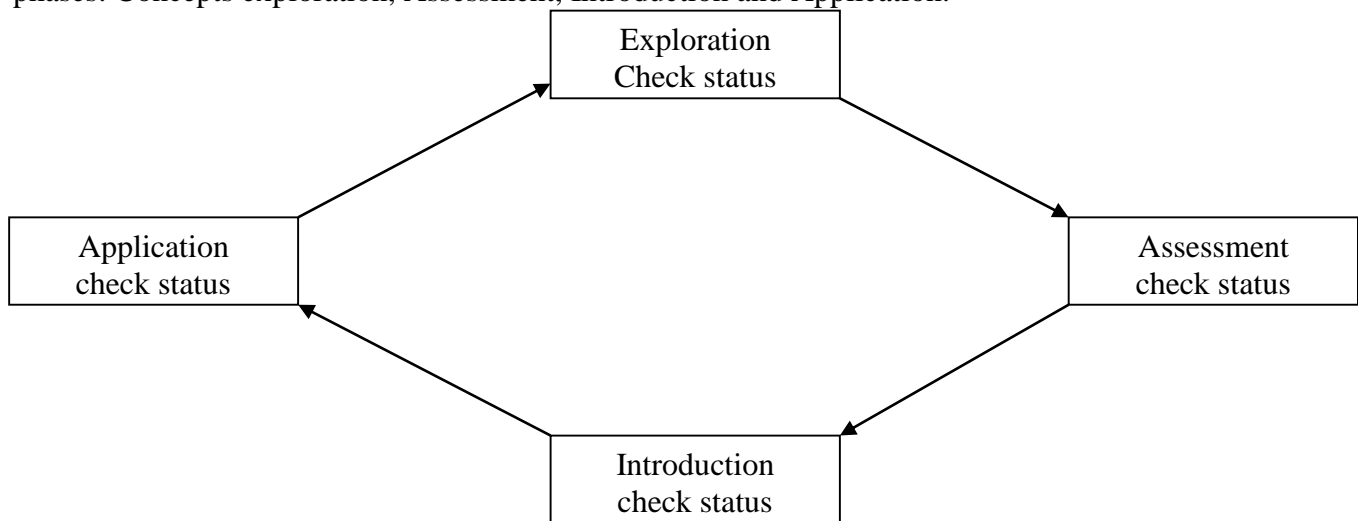 phases: Concepts exploration, Assessment, Introduction and Application.
Exploration
Check status
Application
check status
Assessment
check status
Introduction
check status